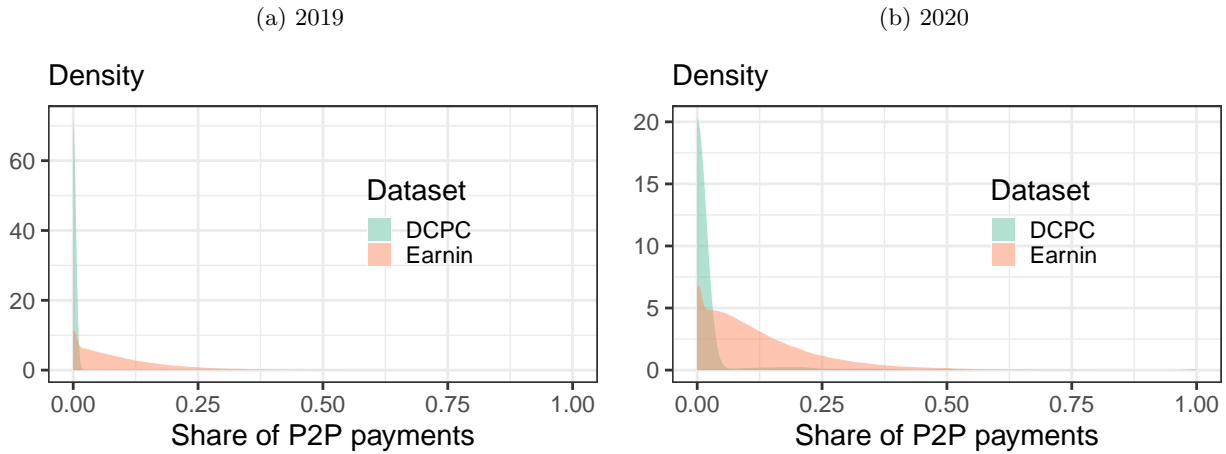 (a) 2019
Density
60
40
20
0
0.00 0.25 0.50 0.75 1.00
Share of P2P payments
Dataset
DCPC
Earnin
(b) 2020
Density
20
15
10
5
0
0.00 0.25 0.50 0.75 1.00
Share of P2P payments
Dataset
DCPC
Earnin